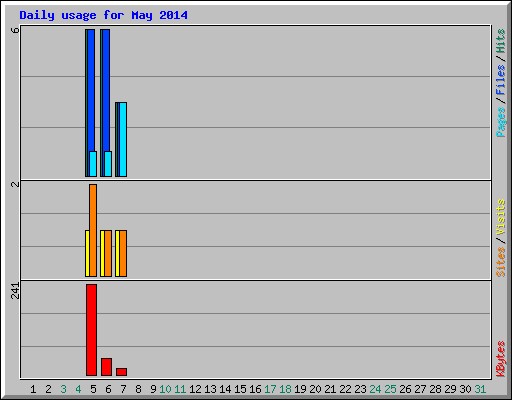 Daily usage for May 2014
6
Pages / Files / Hits
2
Sites / Visits
241
KBytes
1 2 3 4 5 6 7 8 9 10 11 12 13 14 15 16 17 18 19 20 21 22 23 24 25 26 27 28 29 30 31